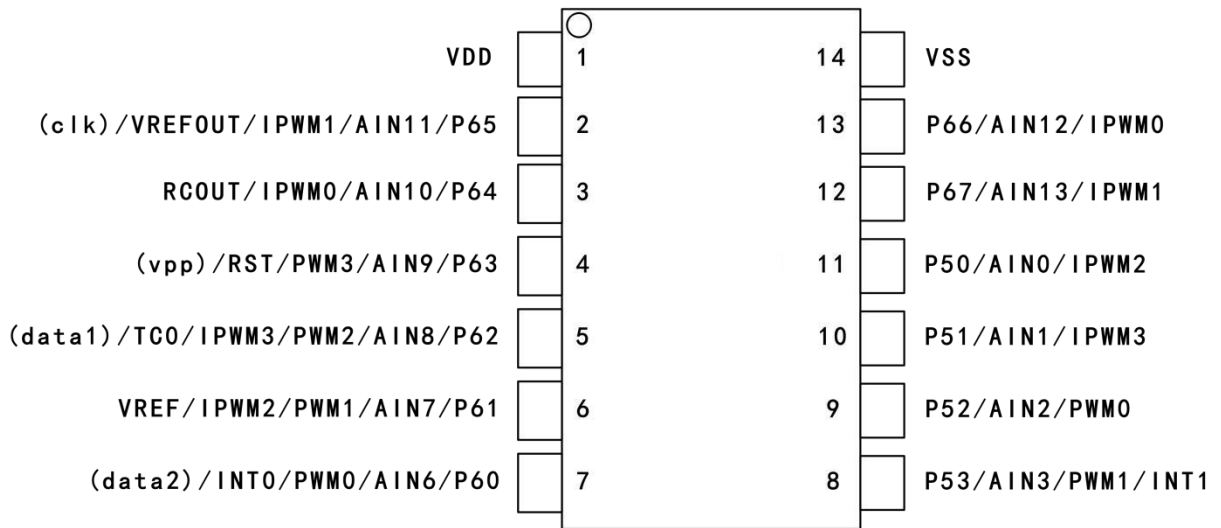 VDD 1 14 VSS
(clk)/VREFOUT/IPWM1/AIN11/P65 2 13 P66/AIN12/IPWM0
RCOUT/IPWM0/AIN10/P64 3 12 P67/AIN13/IPWM1
(vpp)/RST/PWM3/AIN9/P63 4 11 P50/AIN0/IPWM2
(data1)/TC0/IPWM3/PWM2/AIN8/P62 5 10 P51/AIN1/IPWM3
VREF/IPWM2/PWM1/AIN7/P61 6 9 P52/AIN2/PWM0
(data2)/INT0/PWM0/AIN6/P60 7 8 P53/AIN3/PWM1/INT1